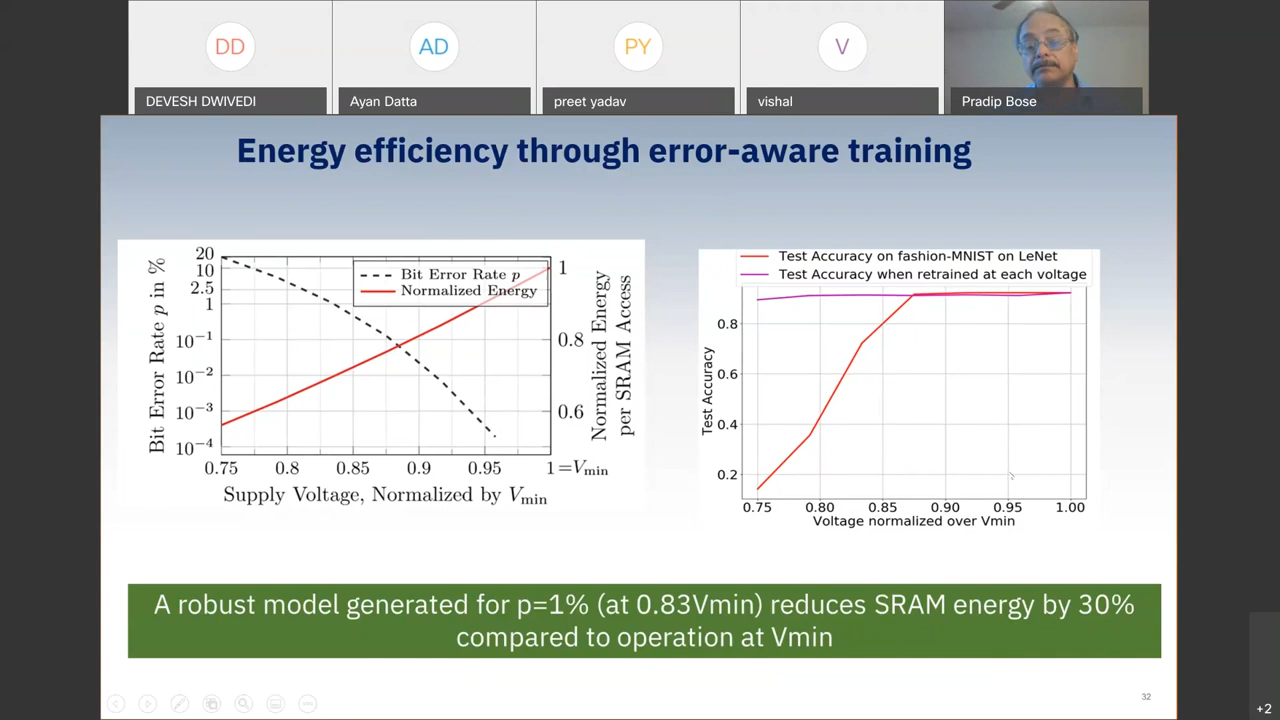 DD
AD
PY
V
DEVESH DWIVEDI
Ayan Datta
preet yadav
vishal
Pradip Bose
Energy efficiency through error-aware training
Bit Error Rate p in %
20
10
2.5
1
10⁻¹
10⁻²
10⁻³
10⁻⁴
Bit Error Rate p
Normalized Energy
1
0.8
0.6
Normalized Energy
per SRAM Access
0.75 0.8 0.85 0.9 0.95 1=Vmin
Supply Voltage, Normalized by Vmin
Test Accuracy on fashion-MNIST on LeNet
Test Accuracy when retrained at each voltage
Test Accuracy
0.8
0.6
0.4
0.2
0.75 0.80 0.85 0.90 0.95 1.00
Voltage normalized over Vmin
A robust model generated for p=1% (at 0.83Vmin) reduces SRAM energy by 30%
compared to operation at Vmin
32
+2